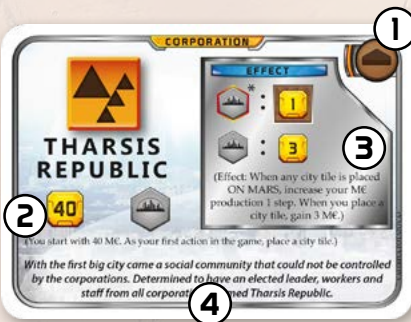 1
CORPORATION
EFFECT
* : 1
: 3
THARSIS
REPUBLIC
3
(Effect: When any city tile is placed
ON MARS, increase your M€
production 1 step. When you place a
city tile, gain 3 M€.)
2
40
(You start with 40 M€. As your first action in the game, place a city tile.)
With the first big city came a social community that could not be controlled
by the corporations. Determined to have an elected leader, workers and
staff from all corporatio med Tharsis Republic.
4